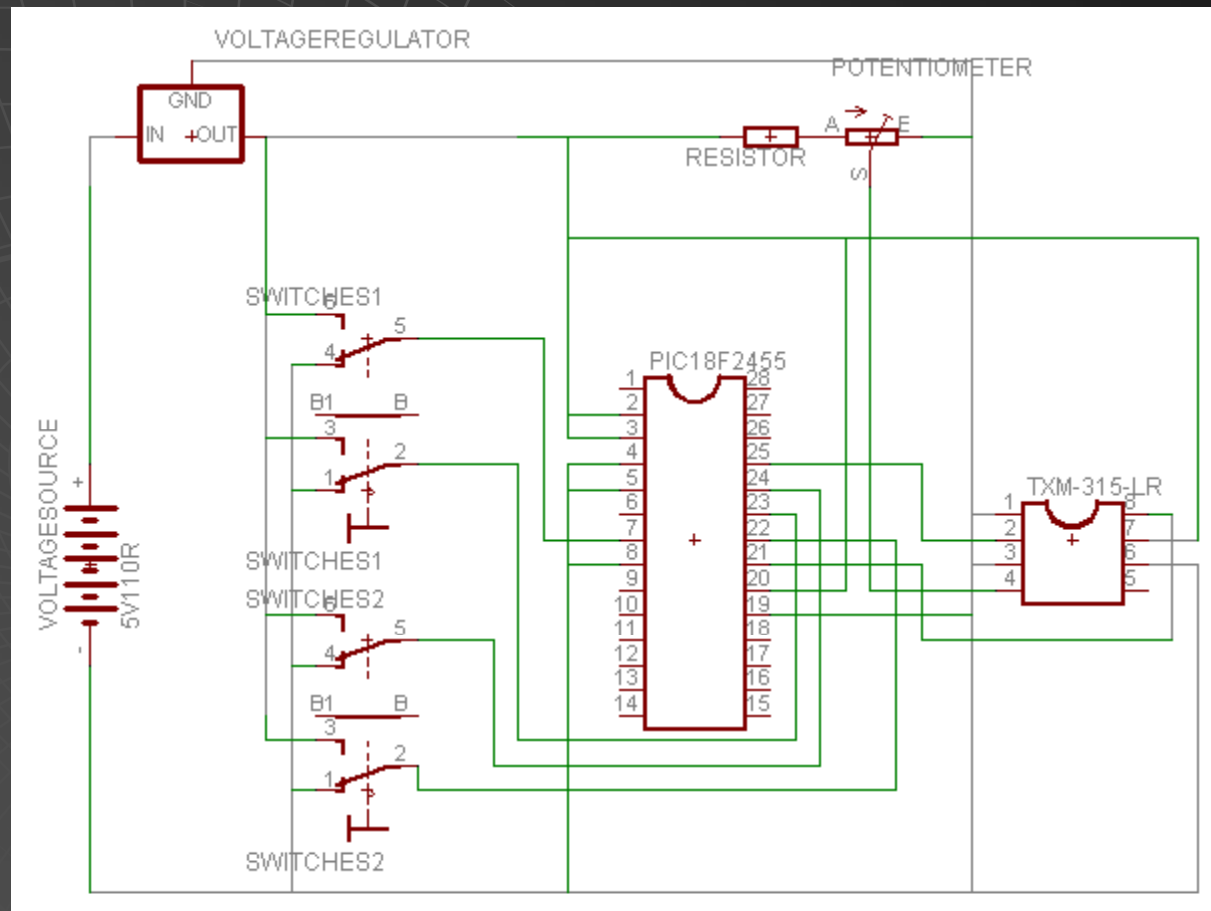 VOLTAGEREGULATOR
POTENTIOMETER
GND
IN +OUT
A E
RESISTOR
S
SWITCHES1
6
5
4
B1 B
3
2
1
SWITCHES1
SWITCHES2
6
5
4
B1 B
3
2
1
SWITCHES2
VOLTAGESOURCE
+
-
5V110R
PIC18F2455
1 28
2 27
3 26
4 25
5 24
6 23
7 22
8 21
9 20
10 19
11 18
12 17
13 16
14 15
TXM-315-LR
1 8
2 7
3 6
4 5